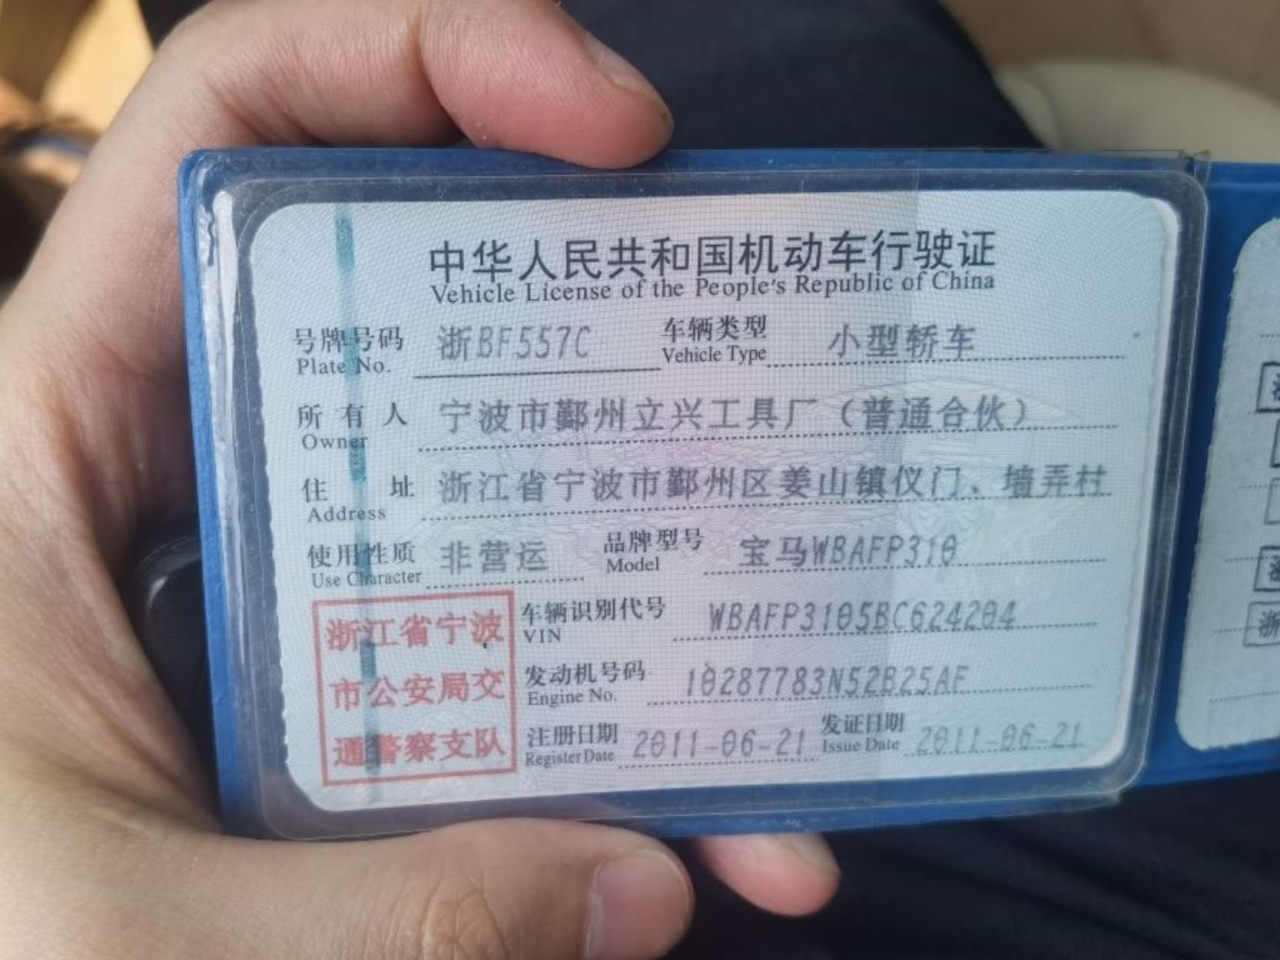 中华人民共和国机动车行驶证
Vehicle License of the People's Republic of China
号牌号码 浙BF557C 车辆类型 小型轿车
Plate No. Vehicle Type
所有人 宁波市鄞州立兴工具厂（普通合伙）
Owner
住址 浙江省宁波市鄞州区姜山镇仪门、墙弄村
Address
使用性质 非营运 品牌型号 宝马WBAFP310
Use Character Model
浙江省宁波
市公安局交
通警察支队
车辆识别代号 WBAFP3105BC624204
VIN
发动机号码 10287783N52B25AF
Engine No.
注册日期 2011-06-21 发证日期 2011-06-21
Register Date Issue Date
浙